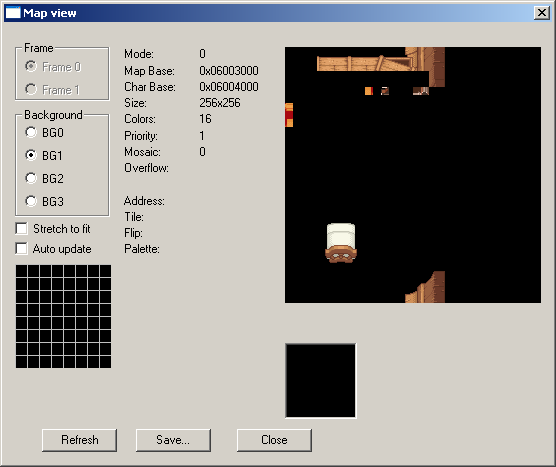 Map view
Frame
Frame 0
Frame 1
Background
BG0
BG1
BG2
BG3
Stretch to fit
Auto update
Mode: 0
Map Base: 0x06003000
Char Base: 0x06004000
Size: 256x256
Colors: 16
Priority: 1
Mosaic: 0
Overflow:
Address:
Tile:
Flip:
Palette:
Refresh
Save...
Close